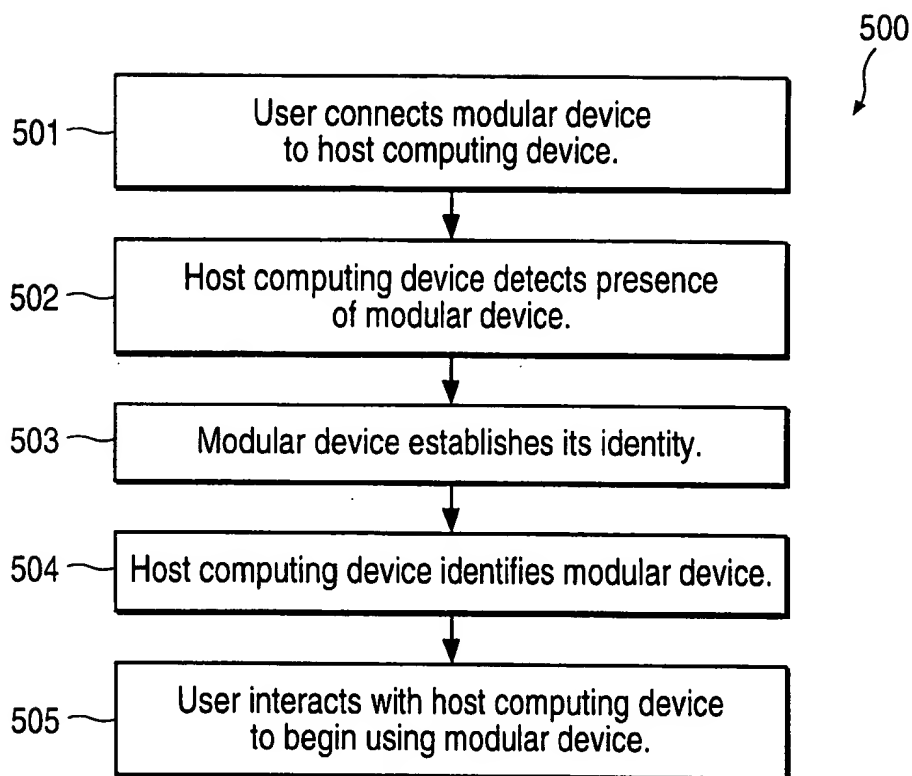 500
501
User connects modular device
to host computing device.
502
Host computing device detects presence
of modular device.
503
Modular device establishes its identity.
504
Host computing device identifies modular device.
505
User interacts with host computing device
to begin using modular device.